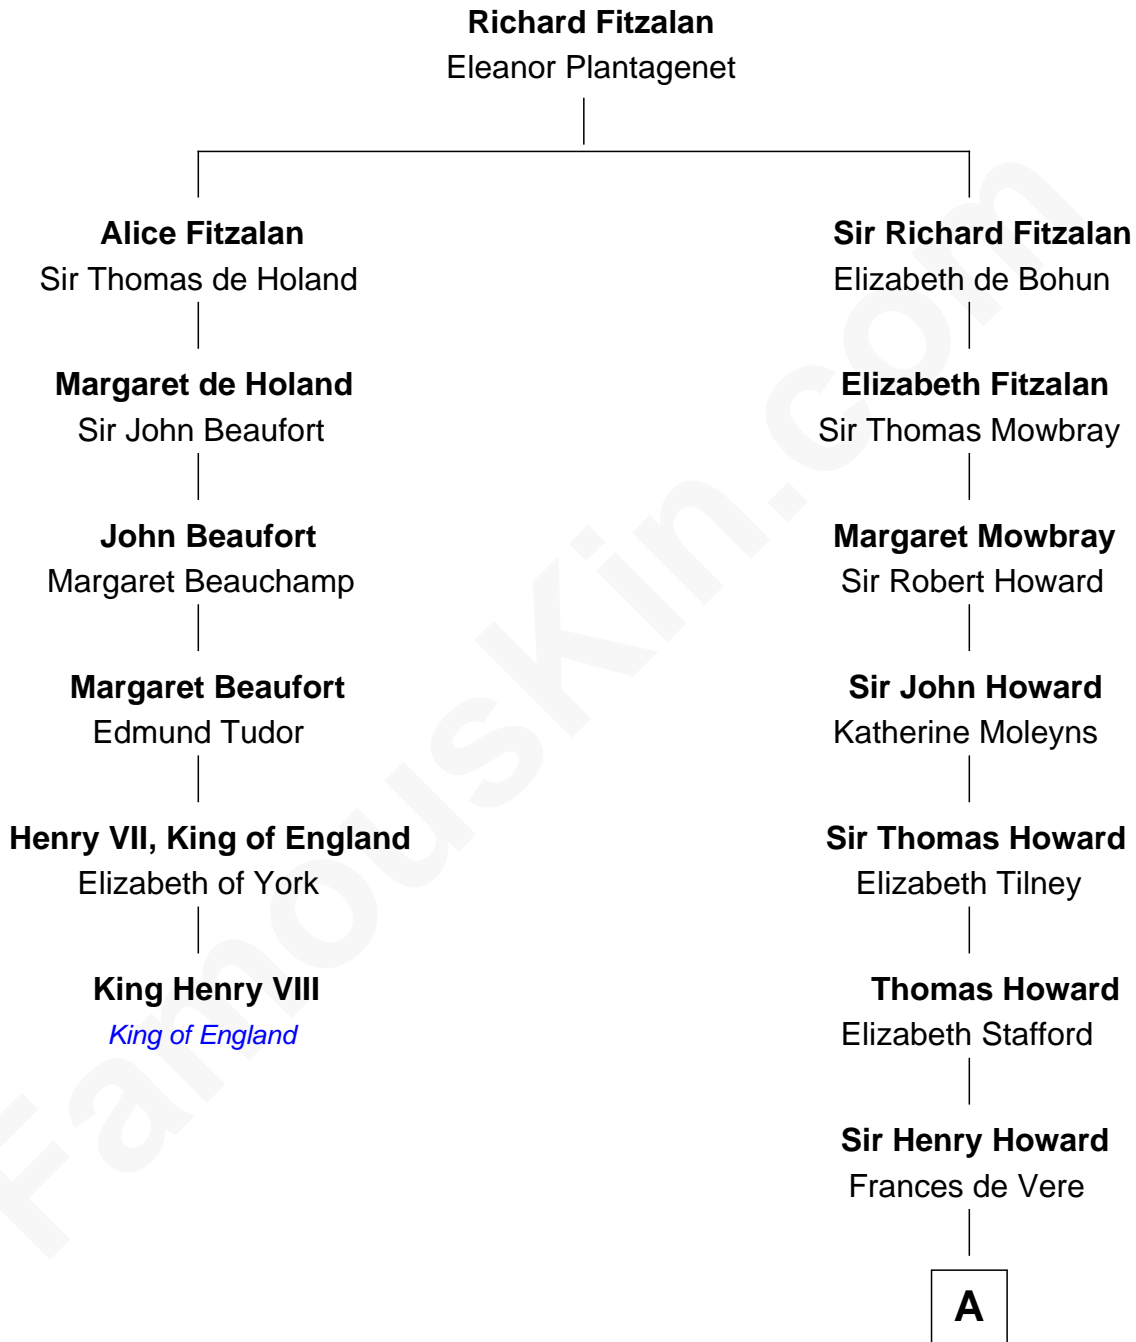 Richard Fitzalan
Eleanor Plantagenet
Alice Fitzalan
Sir Thomas de Holand
Sir Richard Fitzalan
Elizabeth de Bohun
Margaret de Holand
Sir John Beaufort
Elizabeth Fitzalan
Sir Thomas Mowbray
John Beaufort
Margaret Beauchamp
Margaret Mowbray
Sir Robert Howard
Margaret Beaufort
Edmund Tudor
Sir John Howard
Katherine Moleyns
Henry VII, King of England
Elizabeth of York
Sir Thomas Howard
Elizabeth Tilney
King Henry VIII
King of England
Thomas Howard
Elizabeth Stafford
Sir Henry Howard
Frances de Vere
A
FamousKin.com